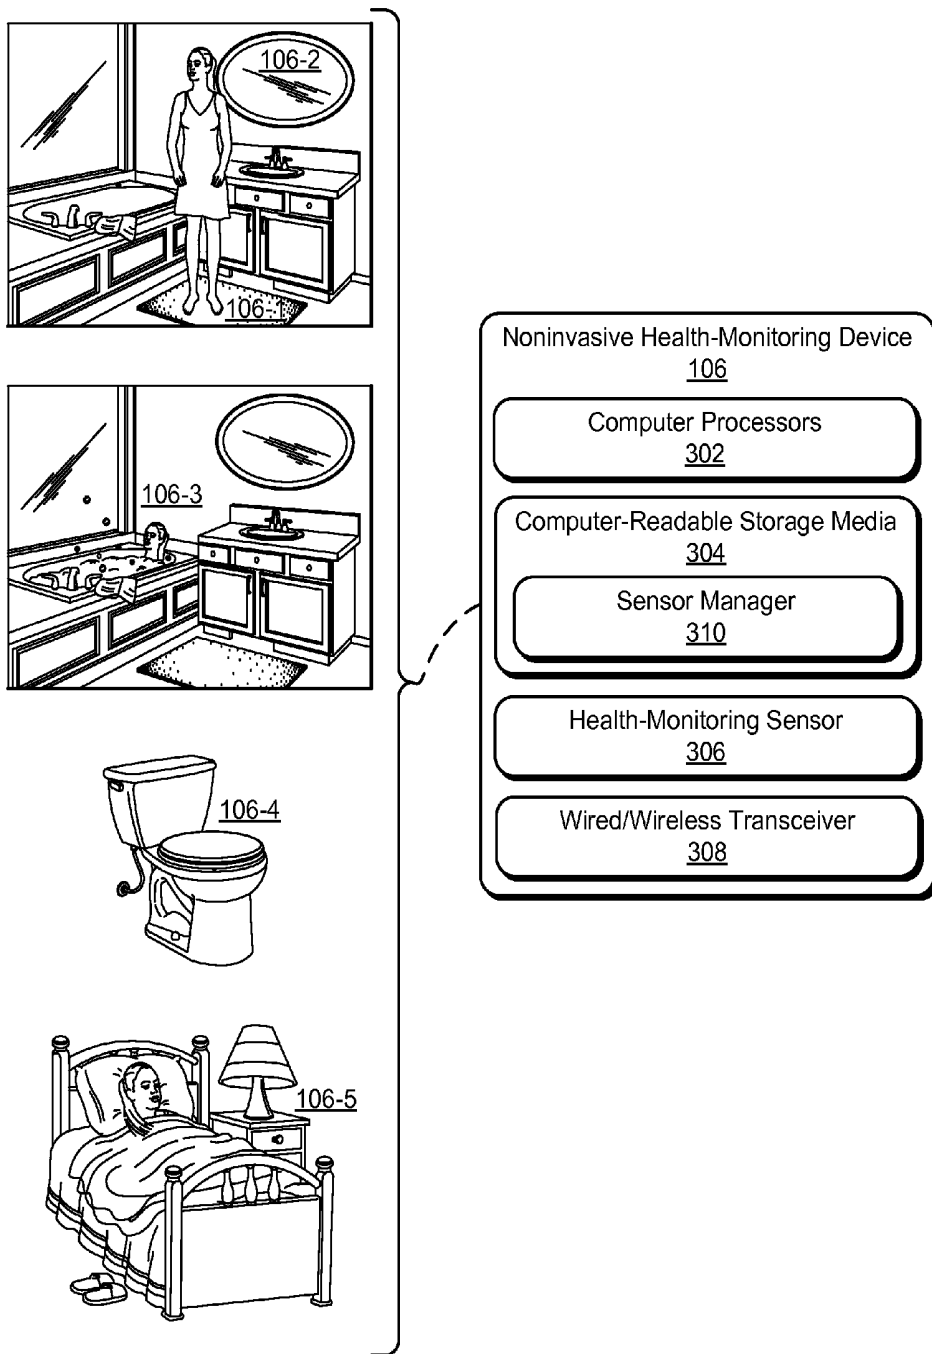 106-2
106-1
106-3
106-4
106-5
Noninvasive Health-Monitoring Device
106
Computer Processors
302
Computer-Readable Storage Media
304
Sensor Manager
310
Health-Monitoring Sensor
306
Wired/Wireless Transceiver
308